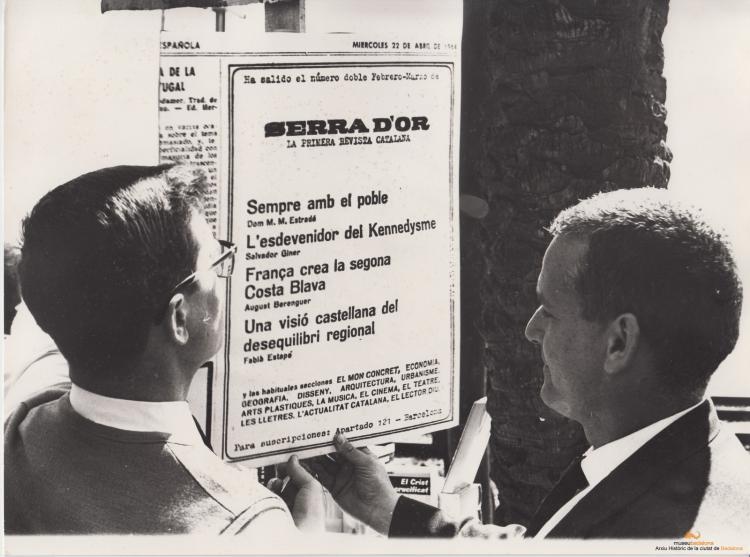 ESPAÑOLA
MIERCOLES 22 DE ABRIL DE 1964
A DE LA
UGAL
Ha salido el número doble Febrero-Marzo de
SERRA D'OR
LA PRIMERA REVISTA CATALANA
Sempre amb el poble
Dom M. M. Estradé
L'esdevenidor del Kennedysme
Salvador Giner
França crea la segona
Costa Blava
August Berenguer
Una visió castellana del
desequilibri regional
Fabià Estapé
y las habituales secciones EL MON CONCRET, ECONOMIA,
GEOGRAFIA, DISSENY, ARQUITECTURA, URBANISME,
ARTS PLASTIQUES, LA MUSICA, EL CINEMA, EL TEATRE,
LES LLETRES, L'ACTUALITAT CATALANA, EL LECTOR DIU.
Para suscripciones: Apartado 121 - Barcelona
El Crist
crucificat
museubadalona
Arxiu Històric de la ciutat de Badalona